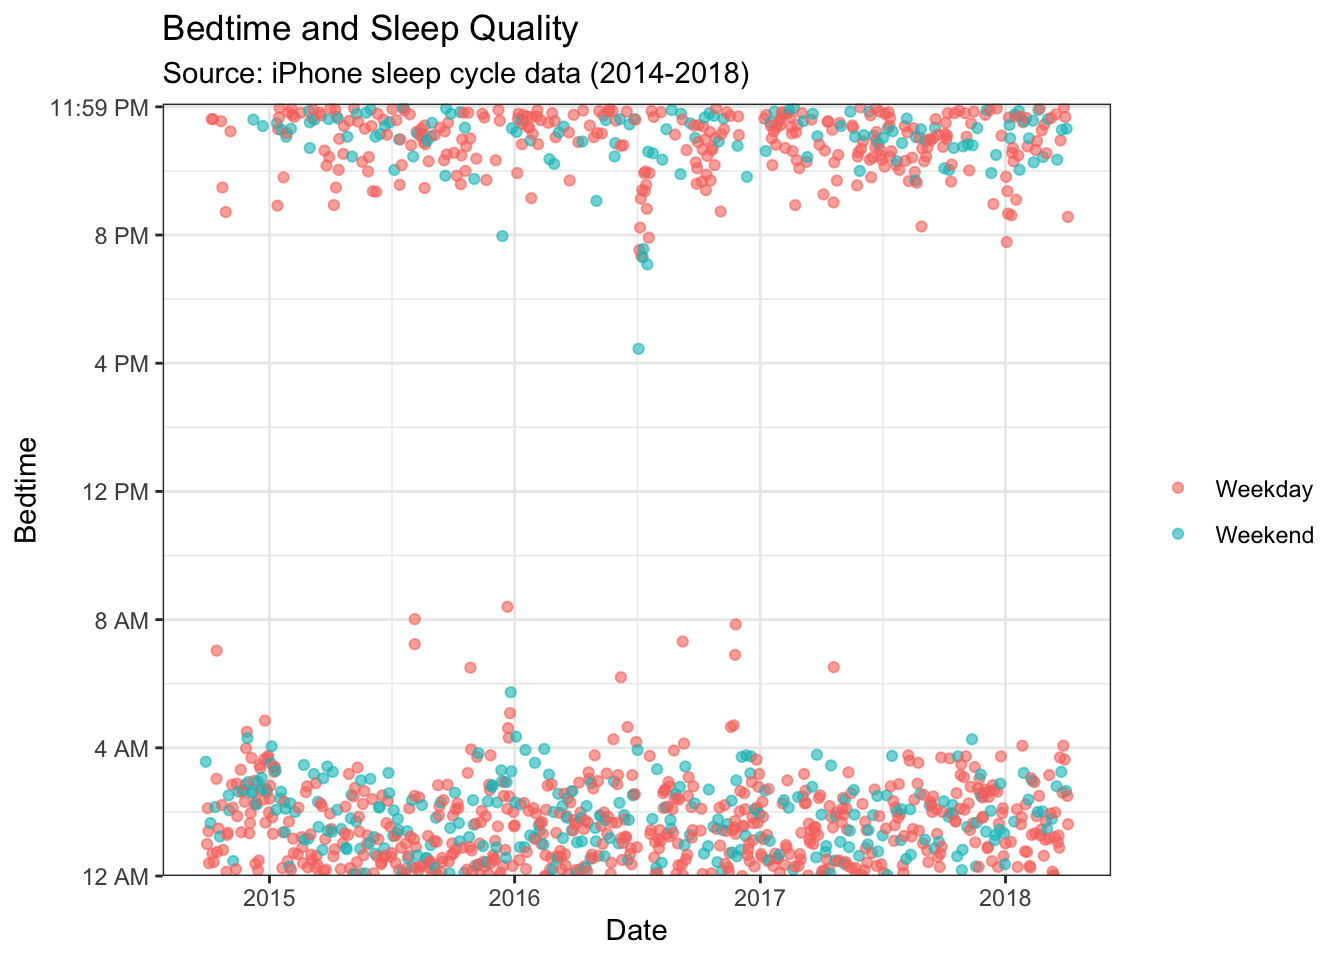 Bedtime and Sleep Quality
Source: iPhone sleep cycle data (2014-2018)
11:59 PM
8 PM
4 PM
12 PM
8 AM
4 AM
12 AM
Bedtime
2015
2016
2017
2018
Date
Weekday
Weekend